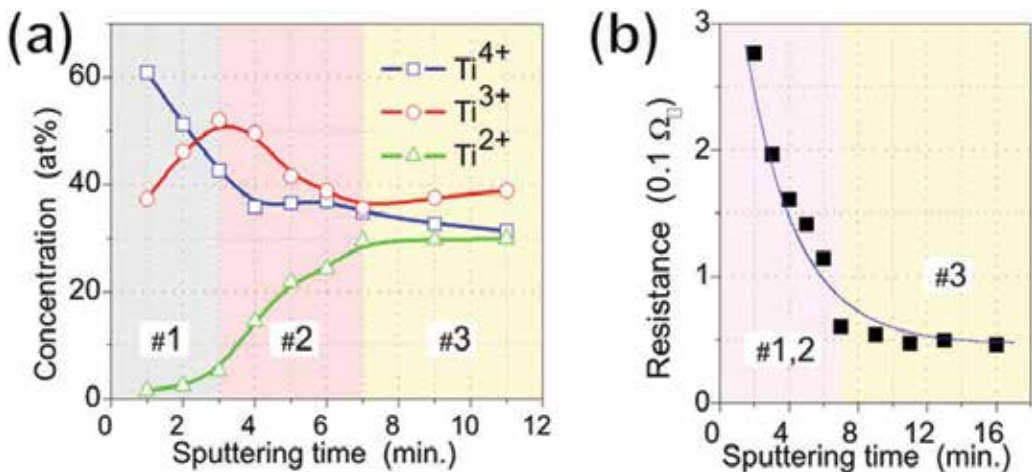 (a)
Concentration (at%)
60
40
20
0
Ti4+
Ti3+
Ti2+
#1
#2
#3
0 2 4 6 8 10 12
Sputtering time (min.)
(b)
Resistance (0.1 Ω□)
3
2
1
0
#1,2
#3
0 4 8 12 16
Sputtering time (min.)